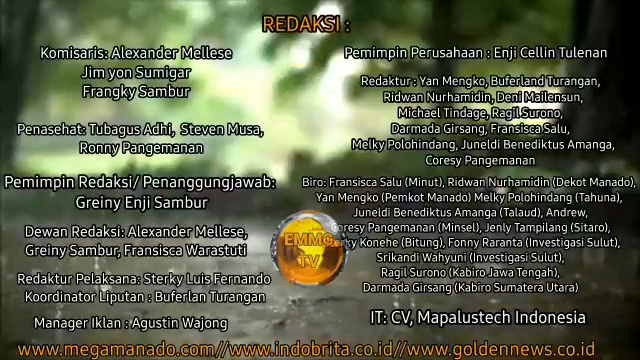 REDAKSI :
Komisaris: Alexander Mellese
Jim yon Sumigar
Frangky Sambur
Penasehat: Tubagus Adhi, Steven Musa,
Ronny Pangemanan
Pemimpin Redaksi/ Penanggungjawab:
Greiny Enji Sambur
Dewan Redaksi: Alexander Mellese,
Greiny Sambur, Fransisca Warastuti
Redaktur Pelaksana: Sterky Luis Fernando
Koordinator Liputan : Buferlan Turangan
Manager Iklan : Agustin Wajong
Pemimpin Perusahaan : Enji Cellin Tulenan
Redaktur : Yan Mengko, Buferland Turangan,
Ridwan Nurhamidin, Deni Mailensun,
Michael Tindage, Ragil Surono,
Darmada Girsang, Fransisca Salu,
Melky Polohindang, Juneldi Benediktus Amanga,
Coresy Pangemanan
Biro: Fransisca Salu (Minut), Ridwan Nurhamidin (Dekot Manado),
Yan Mengko (Pemkot Manado) Melky Polohindang (Tahuna),
Juneldi Benediktus Amanga (Talaud), Andrew,
Coresy Pangemanan (Minsel), Jenly Tampilang (Sitaro),
Konehe (Bitung), Fonny Raranta (Investigasi Sulut),
Srikandi Wahyuni (Investigasi Sulut),
Ragil Surono (Kabiro Jawa Tengah),
Darmada Girsang (Kabiro Sumatera Utara)
EMMC
TV
IT: CV, Mapalustech Indonesia
www.megamanado.com//www.indobrita.co.id//www.goldennews.co.id